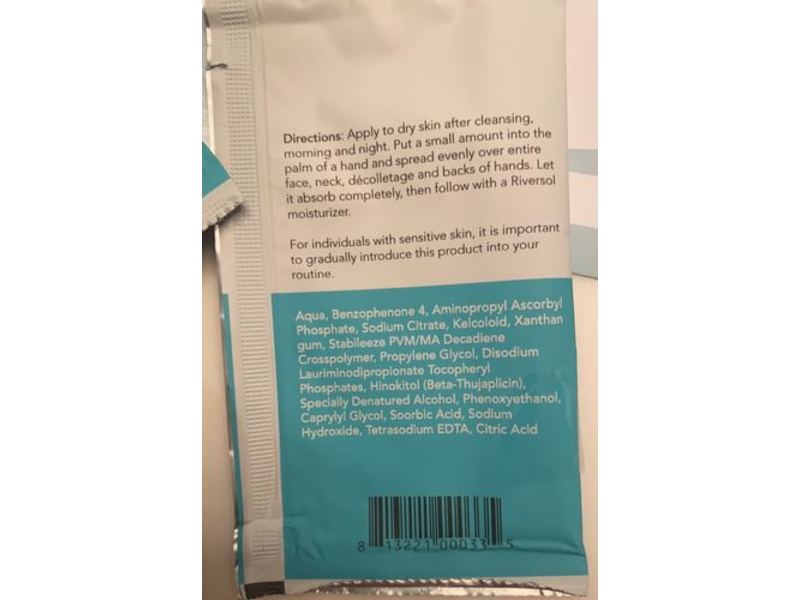 Directions: Apply to dry skin after cleansing,
morning and night. Put a small amount into the
palm of a hand and spread evenly over entire
face, neck, décolletage and backs of hands. Let
it absorb completely, then follow with a Riversol
moisturizer.
For individuals with sensitive skin, it is important
to gradually introduce this product into your
routine.
Aqua, Benzophenone 4, Aminopropyl Ascorbyl
Phosphate, Sodium Citrate, Kelcoloid, Xanthan
gum, Stabileeze PVM/MA Decadiene
Crosspolymer, Propylene Glycol, Disodium
Lauriminodipropionate Tocopheryl
Phosphates, Hinokitol (Beta-Thujaplicin),
Specially Denatured Alcohol, Phenoxyethanol,
Caprylyl Glycol, Soorbic Acid, Sodium
Hydroxide, Tetrasodium EDTA, Citric Acid
8 13221 00033 5